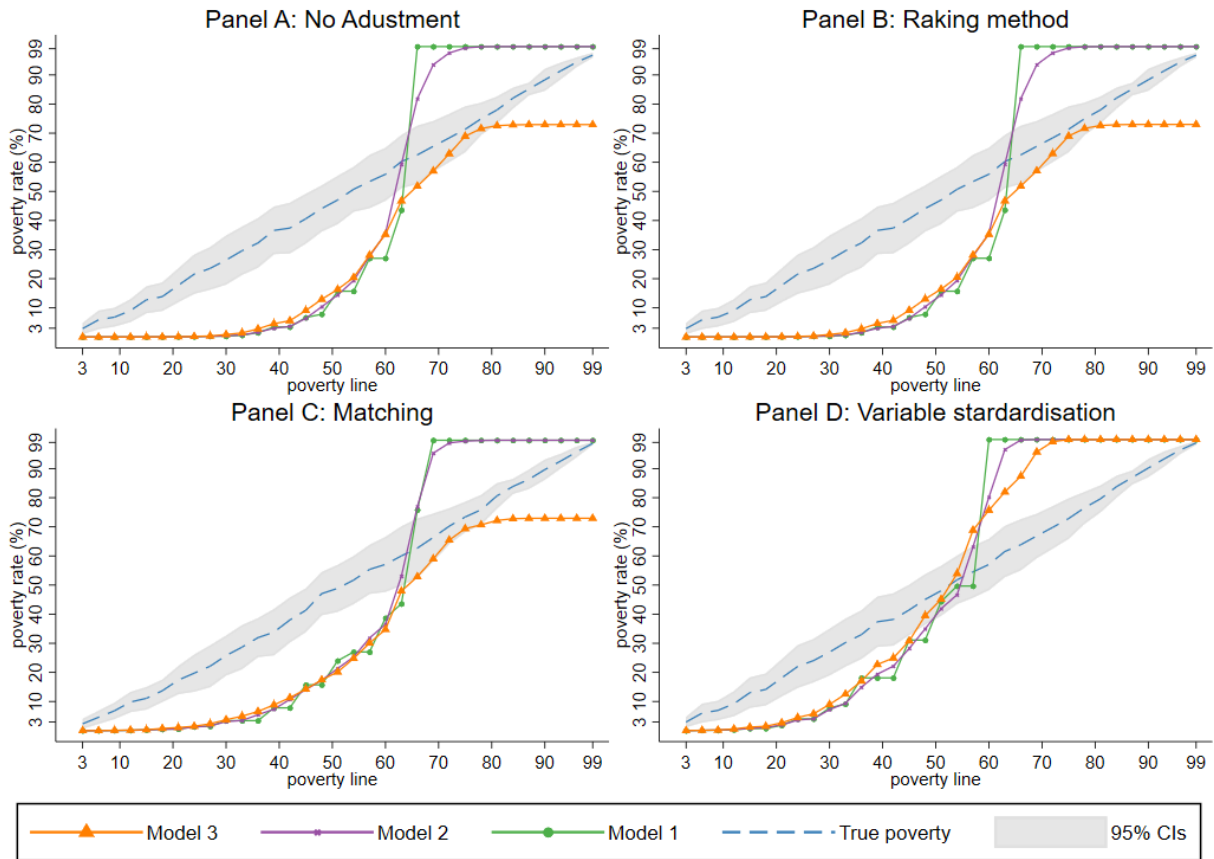 Panel A: No Adustment
Panel B: Raking method
poverty rate (%)
99
90
80
70
60
50
40
30
20
10
3
3 10 20 30 40 50 60 70 80 90 99
poverty line
poverty rate (%)
99
90
80
70
60
50
40
30
20
10
3
3 10 20 30 40 50 60 70 80 90 99
poverty line
Panel C: Matching
Panel D: Variable stardardisation
poverty rate (%)
99
90
80
70
60
50
40
30
20
10
3
3 10 20 30 40 50 60 70 80 90 99
poverty line
poverty rate (%)
99
90
80
70
60
50
40
30
20
10
3
3 10 20 30 40 50 60 70 80 90 99
poverty line
Model 3 Model 2 Model 1 True poverty 95% CIs